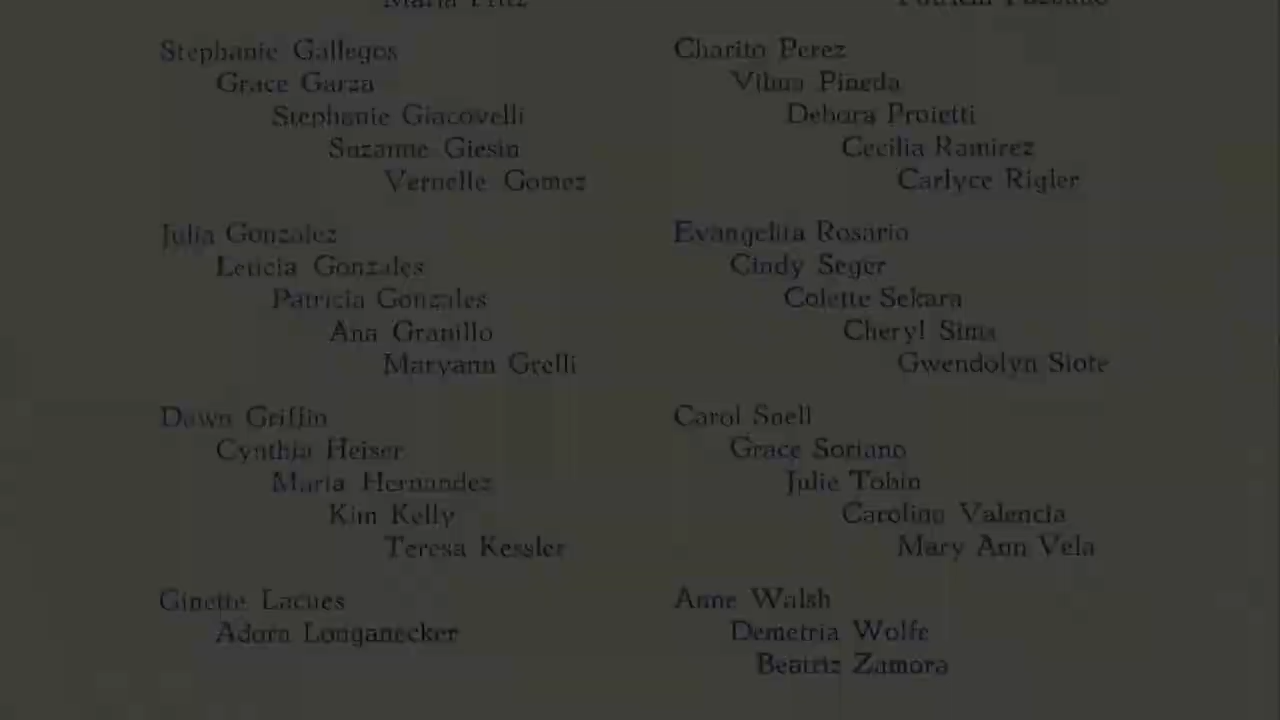 Maria Fritz
Stephanie Gallegos
Grace Garza
Stephanie Giacovelli
Suzanne Giesin
Vernelle Gomez
Julia Gonzalez
Leticia Gonzales
Patricia Gonzales
Ana Granillo
Maryann Grelli
Dawn Griffin
Cynthia Heiser
Maria Hernandez
Kim Kelly
Teresa Kessler
Ginette Lacues
Adora Longanecker
Patricia
Charito Perez
Vilma Pineda
Debora Proietti
Cecilia Ramirez
Carlyce Rigler
Evangelita Rosario
Cindy Seger
Colette Sekara
Cheryl Sims
Gwendolyn Slote
Carol Snell
Grace Soriano
Julie Tobin
Carolina Valencia
Mary Ann Vela
Anne Walsh
Demetria Wolfe
Beatriz Zamora